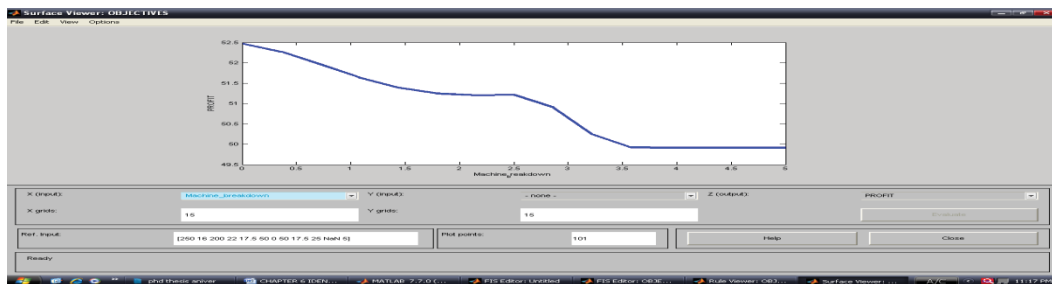 Surface Viewer: OBJECTIVES
File Edit View Options
52.5
52
51.5
51
50.5
50
49.5
PROFIT
0 0.5 1 1.5 2 2.5 3 3.5 4 4.5 5
Machine_breakdown
X (input): Machine_breakdown Y (input): - none - Z (output): PROFIT
X grids: 15 Y grids: 15 Evaluate
Ref. Input: [250 16 200 22 17.5 50 0 50 17.5 25 NaN 5] Plot points: 101 Help Close
Ready
phd thesis aniver CHAPTER 6 IDEN... MATLAB 7.7.0 (... FIS Editor: Untitled FIS Editor: OBJE... Rule Viewer: OBJ... Surface Viewer: ... 11:17 PM